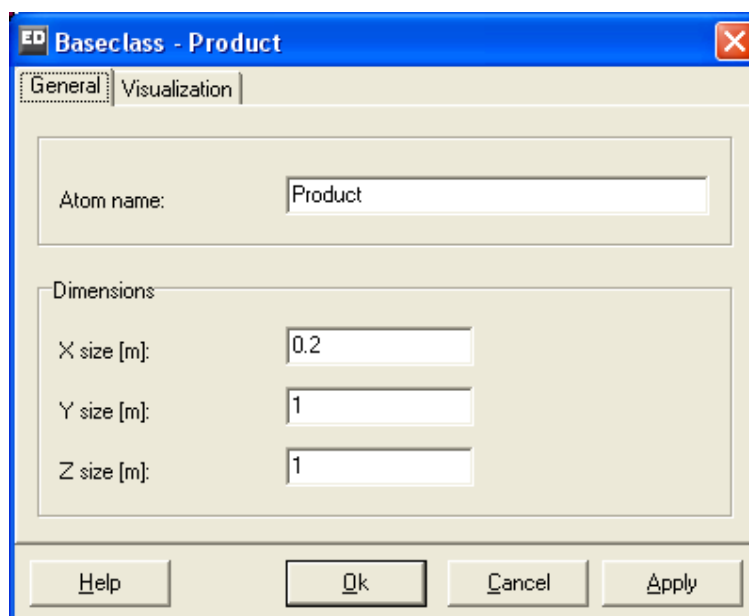 ED Baseclass - Product
General Visualization
Atom name: Product
Dimensions
X size [m]: 0.2
Y size [m]: 1
Z size [m]: 1
Help Ok Cancel Apply